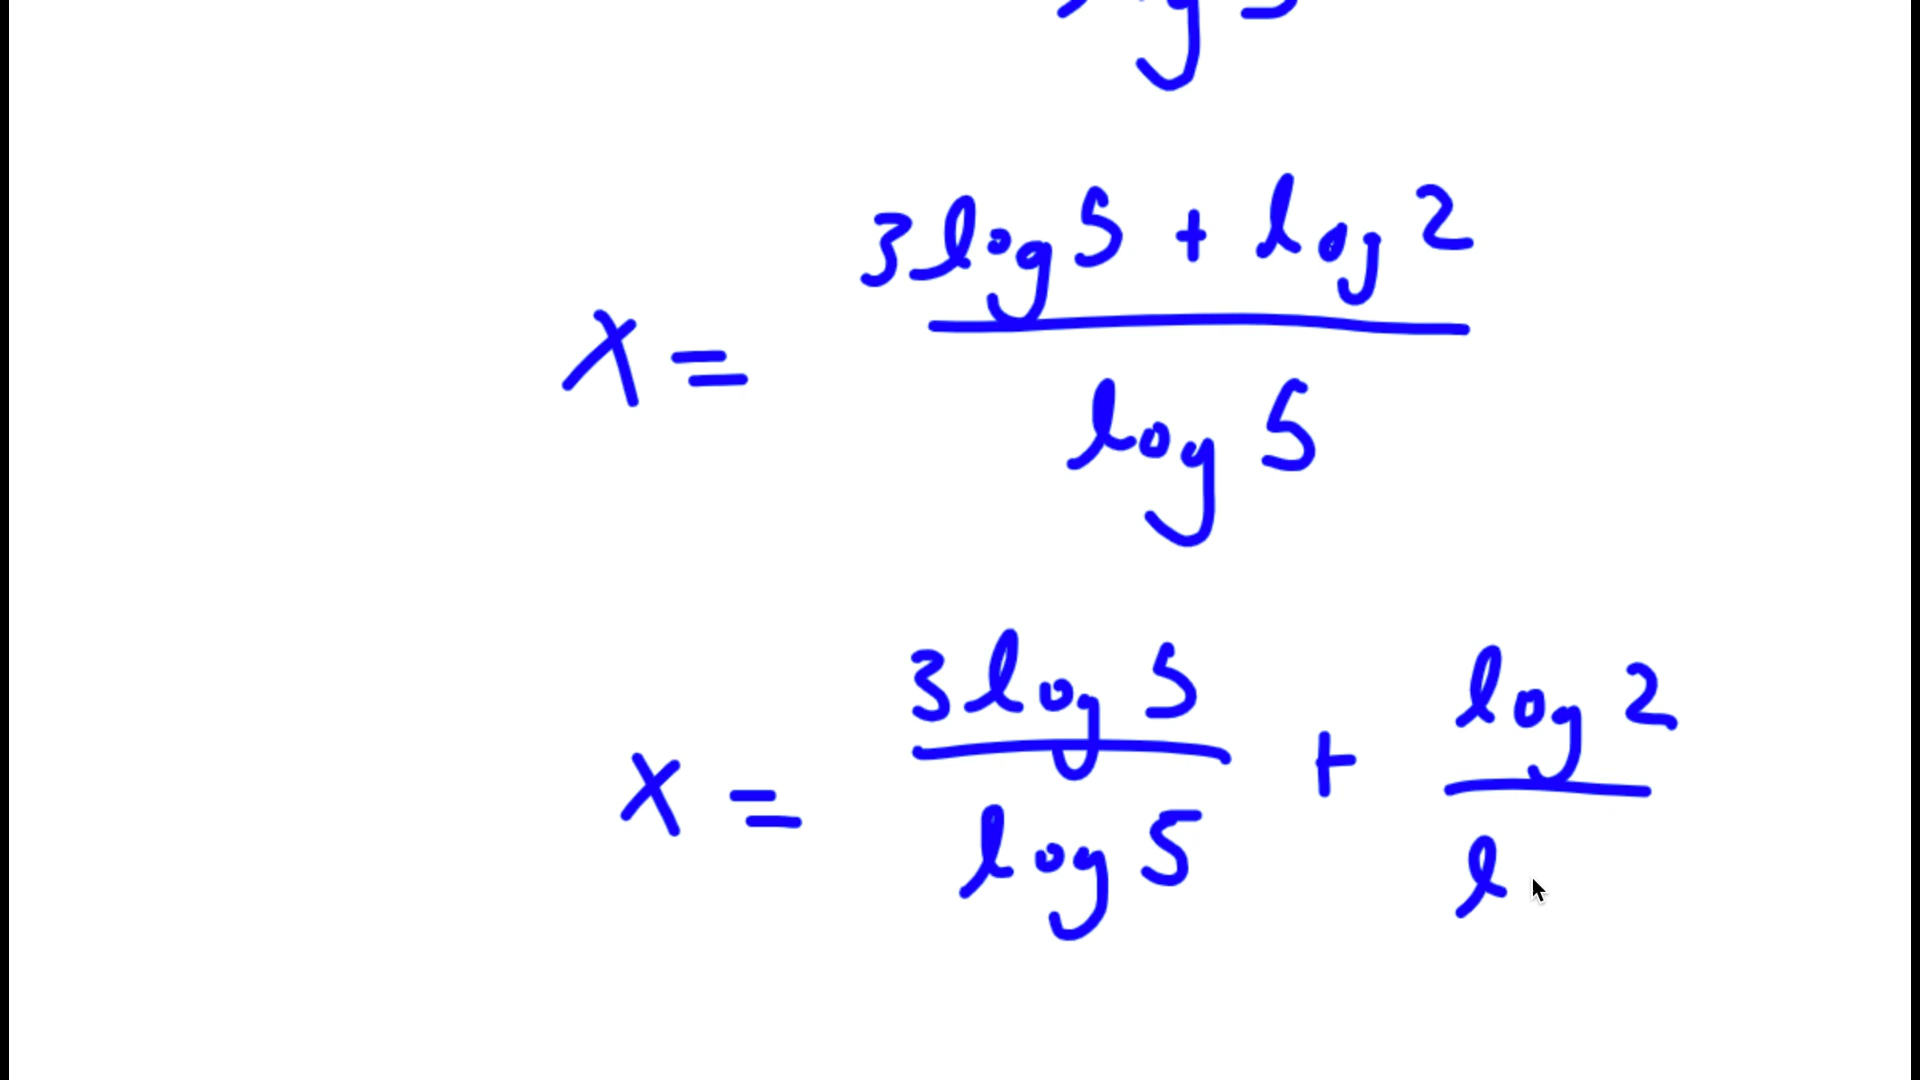 x = (3 log 5 + log 2) / (log 5)
x = (3 log 5) / (log 5) + (log 2) / (l